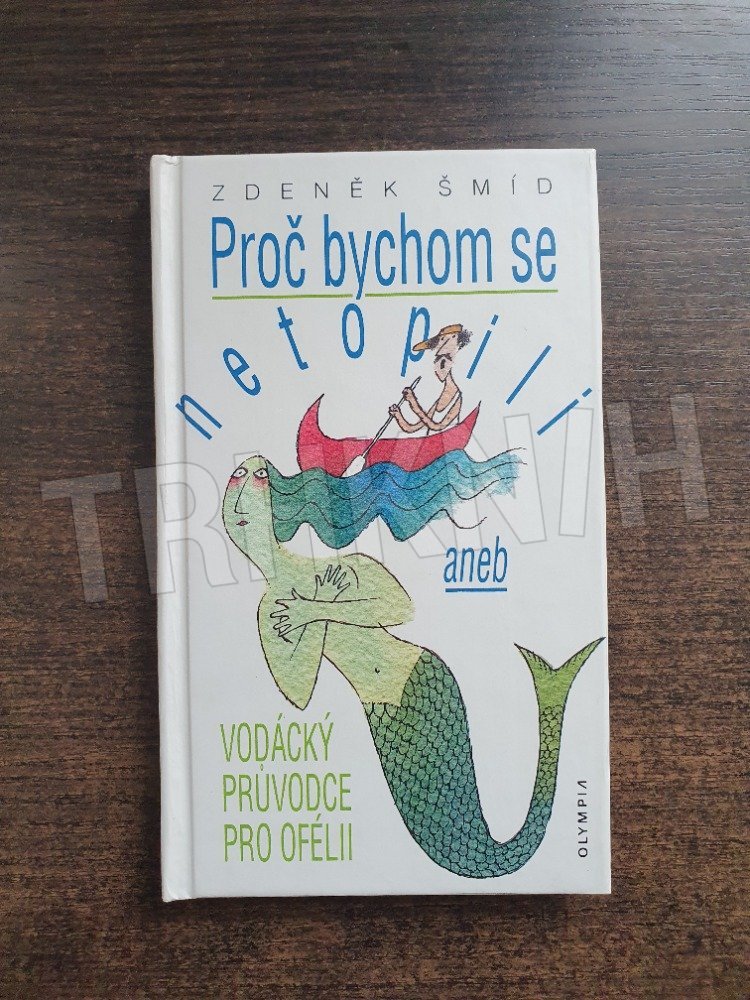 ZDENĚK ŠMÍD
Proč bychom se
netopili
aneb
VODÁCKÝ
PRŮVODCE
PRO OFÉLII
OLYMPIA